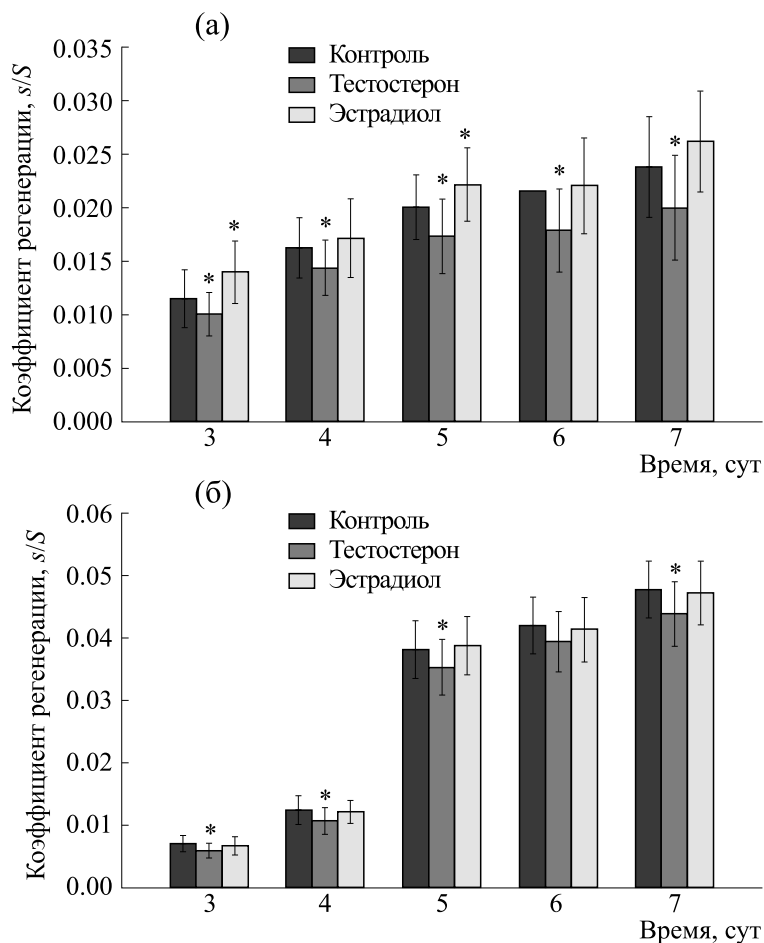 (а)
Коэффициент регенерации, s/S
0.035
0.030
0.025
0.020
0.015
0.010
0.005
0.000
Контроль
Тестостерон
Эстрадиол
* * * * * * * *
3 4 5 6 7
Время, сут
(б)
Коэффициент регенерации, s/S
0.06
0.05
0.04
0.03
0.02
0.01
0.00
Контроль
Тестостерон
Эстрадиол
* * * *
3 4 5 6 7
Время, сут